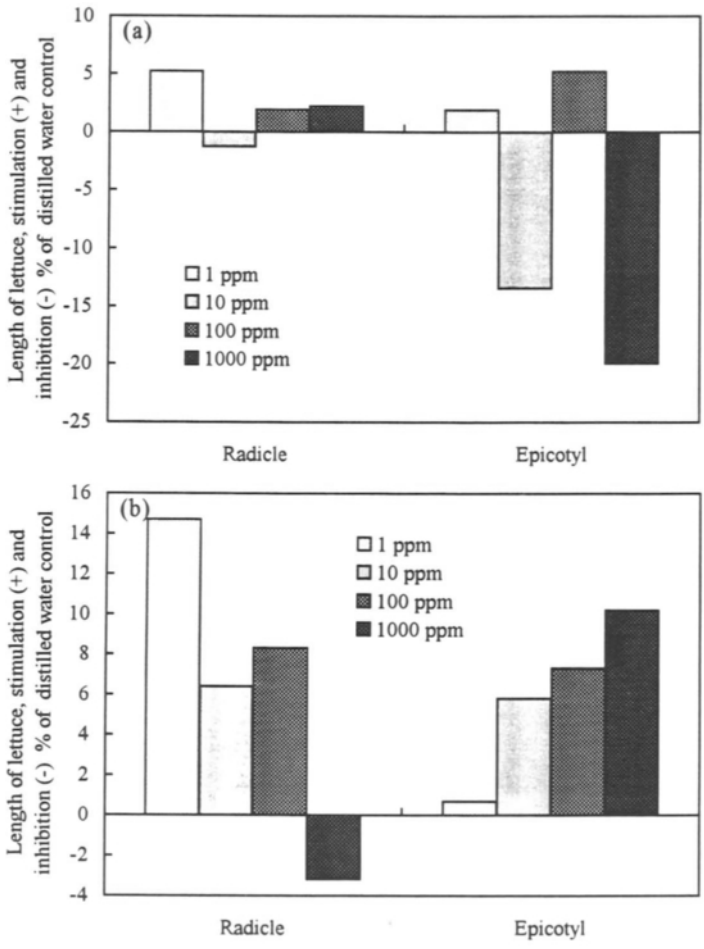 (a)
Length of lettuce, stimulation (+) and
inhibition (-) % of distilled water control
10
5
0
-5
-10
-15
-20
-25
1 ppm
10 ppm
100 ppm
1000 ppm
Radicle
Epicotyl
(b)
Length of lettuce, stimulation (+) and
inhibition (-) % of distilled water control
16
14
12
10
8
6
4
2
0
-2
-4
1 ppm
10 ppm
100 ppm
1000 ppm
Radicle
Epicotyl